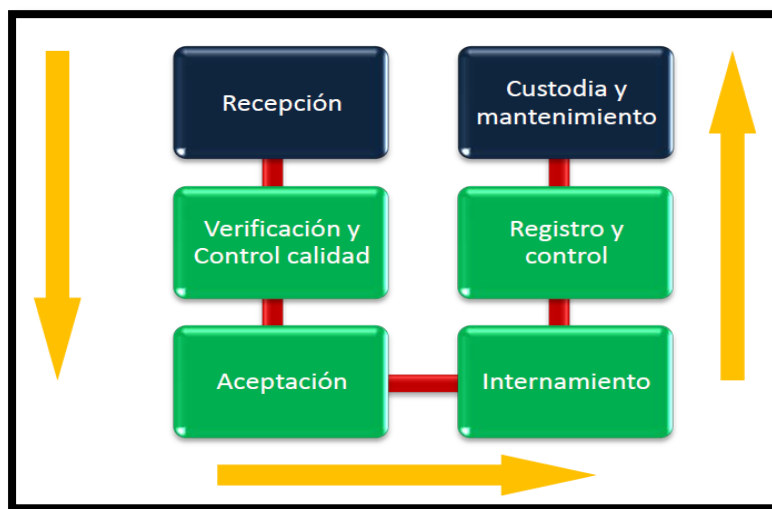 Recepción
Verificación y
Control calidad
Aceptación
Internamiento
Registro y
control
Custodia y
mantenimiento